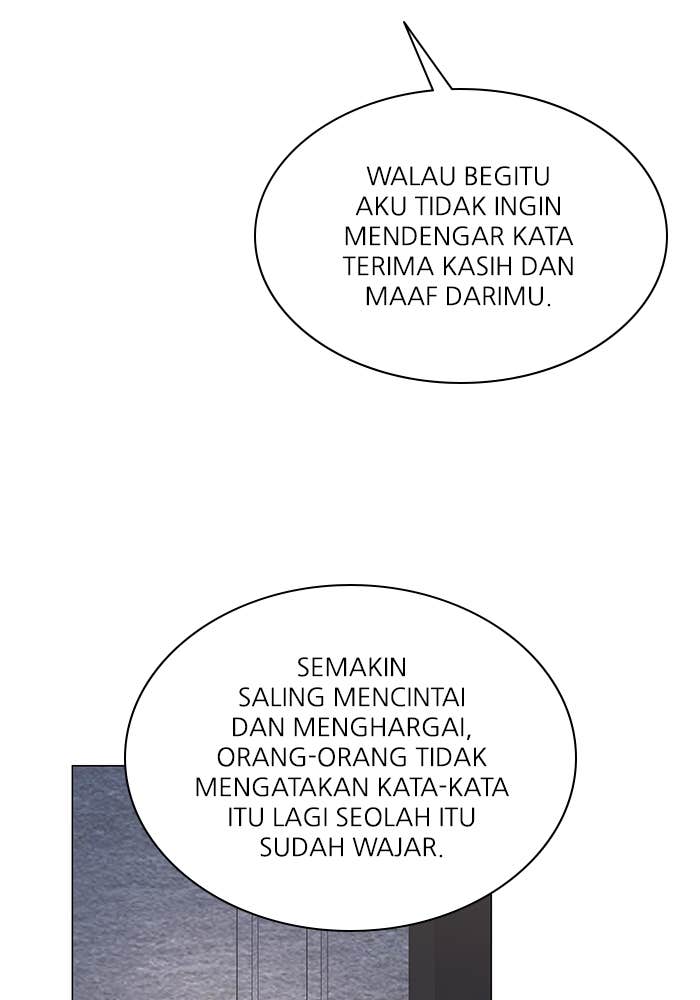 WALAU BEGITU
AKU TIDAK INGIN
MENDENGAR KATA
TERIMA KASIH DAN
MAAF DARIMU.
SEMAKIN
SALING MENCINTAI
DAN MENGHARGAI,
ORANG-ORANG TIDAK
MENGATAKAN KATA-KATA
ITU LAGI SEOLAH ITU
SUDAH WAJAR.